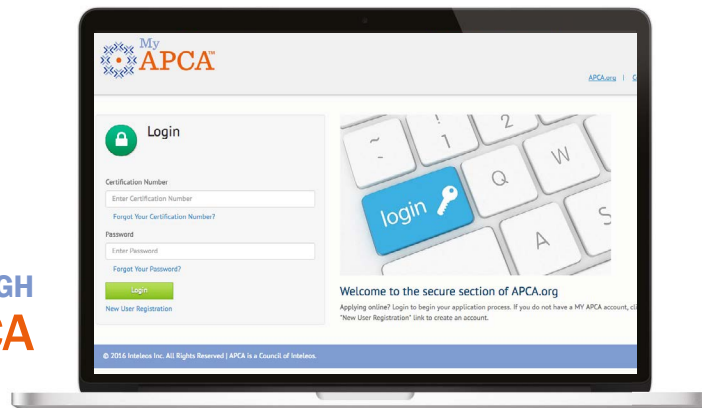 My
APCA™
APCA.org |
Login
Certification Number
Enter Certification Number
Forgot Your Certification Number?
Password
Enter Password
Forgot Your Password?
Login
New User Registration
~
`
!
1
2
Q
W
A
S
login
Welcome to the secure section of APCA.org
Applying online? Login to begin your application process. If you do not have a MY APCA account,
"New User Registration" link to create an account.
© 2016 Inteleos Inc. All Rights Reserved | APCA is a Council of Inteleos.
GH
CA